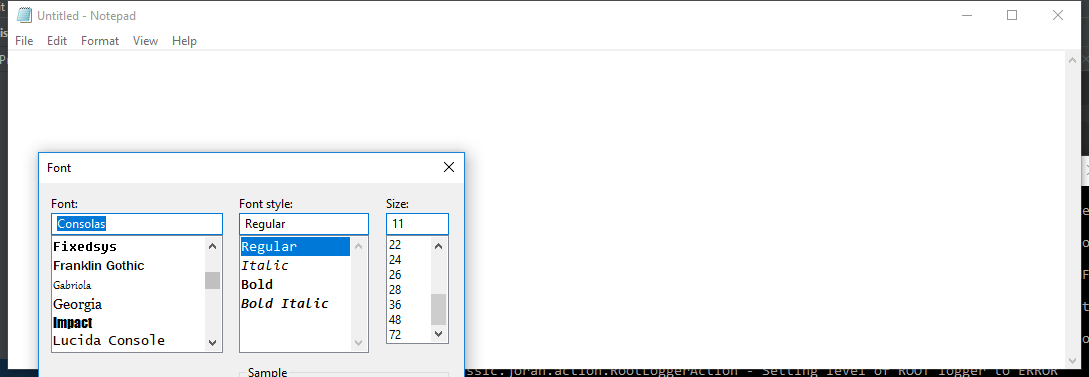 Untitled - Notepad
File Edit Format View Help
Font
Font: Font style: Size:
Consolas Regular 11
Fixedsys Regular 22
Franklin Gothic Italic 24
Gabriola Bold 26
Georgia Bold Italic 28
Impact 36
Lucida Console 48
72
Sample
ssic.joran.action.RootLoggerAction - Setting level of ROOT logger to ERROR